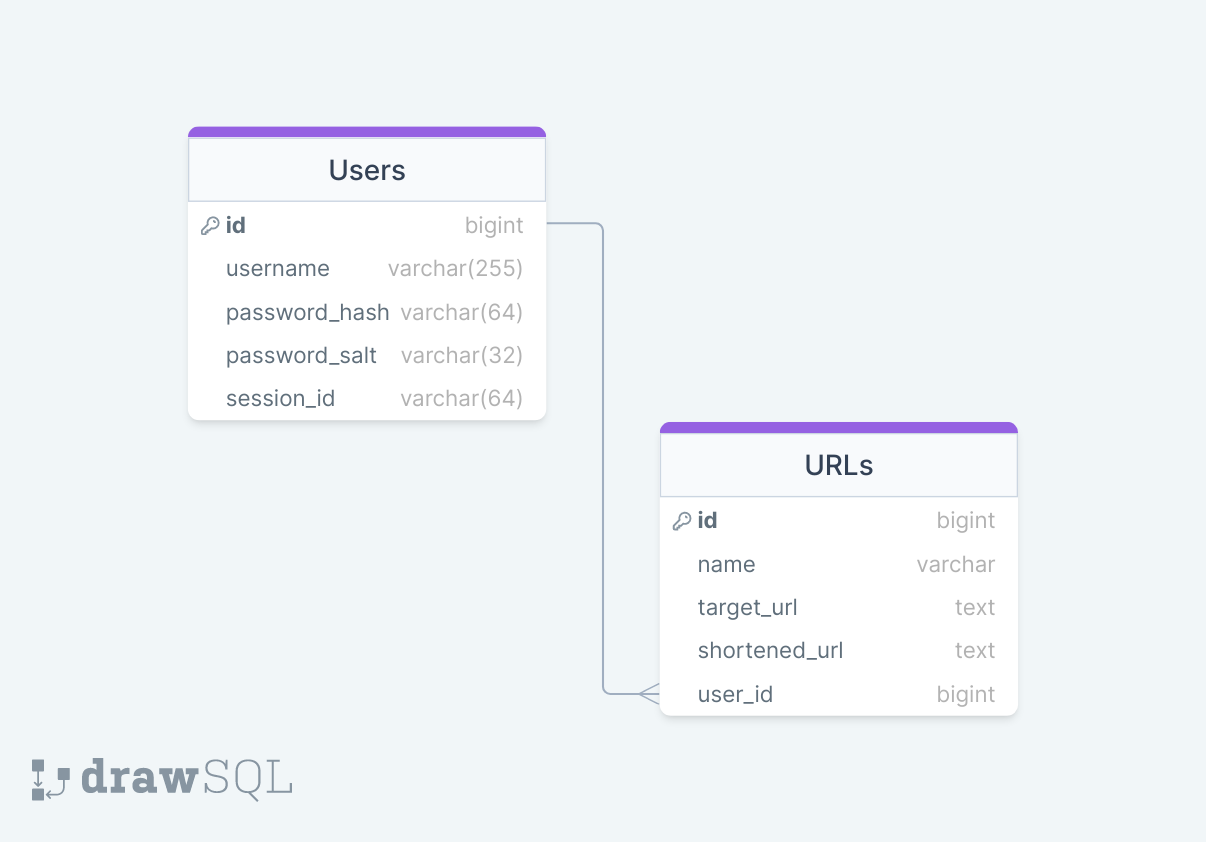 Users
id bigint
username varchar(255)
password_hash varchar(64)
password_salt varchar(32)
session_id varchar(64)
URLs
id bigint
name varchar
target_url text
shortened_url text
user_id bigint
drawSQL